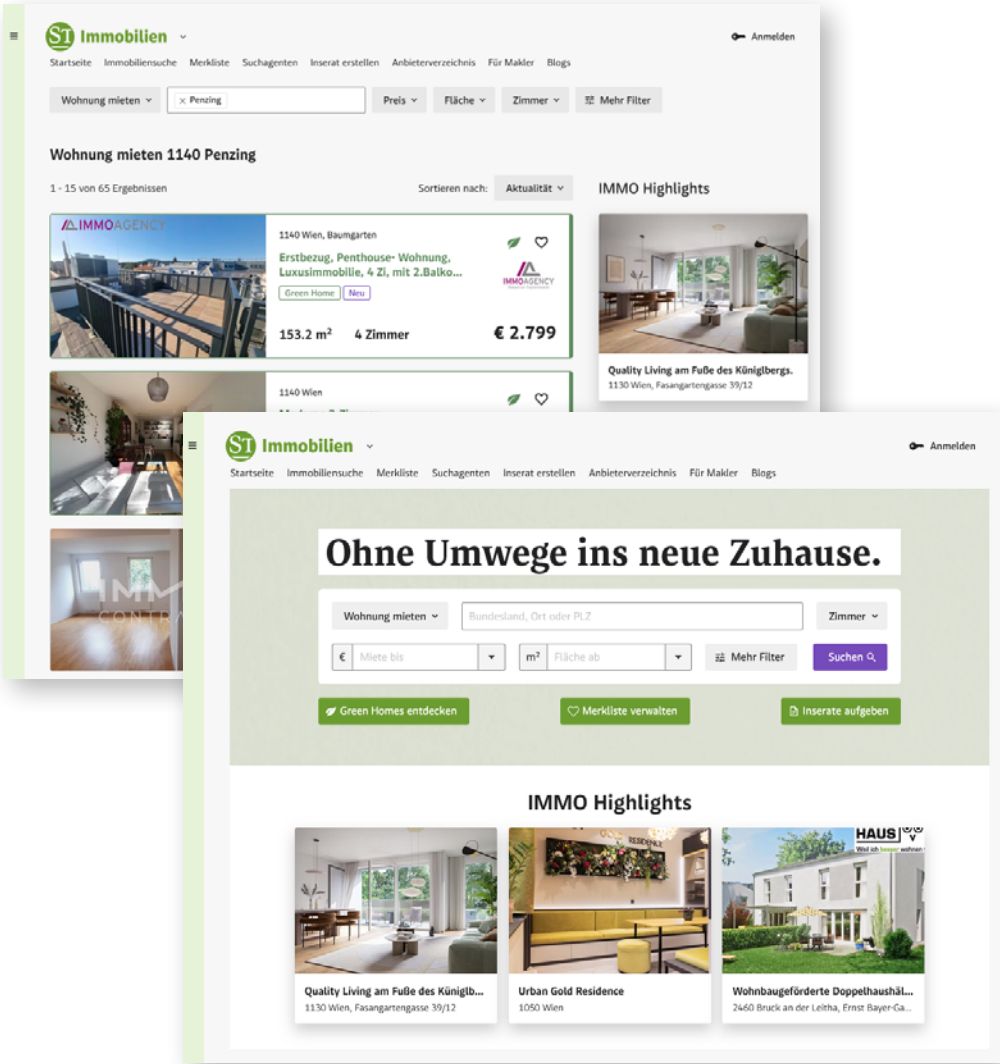 ST Immobilien
Anmelden
Startseite Immobiliensuche Merkliste Suchagenten Inserat erstellen Anbieterverzeichnis Für Makler Blogs
Wohnung mieten × Penzing Preis Fläche Zimmer Mehr Filter
Wohnung mieten 1140 Penzing
1 - 15 von 65 Ergebnissen
Sortieren nach: Aktualität
IMMO Highlights
IMMOAGENCY
1140 Wien, Baumgarten
Erstbezug, Penthouse- Wohnung,
Luxusimmobilie, 4 Zi, mit 2.Balko...
IMMOAGENCY
Green Home Neu
153.2 m² 4 Zimmer € 2.799
Quality Living am Fuße des Küniglbergs.
1130 Wien, Fasangartengasse 39/12
1140 Wien
ST Immobilien
Anmelden
Startseite Immobiliensuche Merkliste Suchagenten Inserat erstellen Anbieterverzeichnis Für Makler Blogs
Ohne Umwege ins neue Zuhause.
Wohnung mieten Bundesland, Ort oder PLZ Zimmer
€ Miete bis m² Fläche ab Mehr Filter Suchen
Green Homes entdecken Merkliste verwalten Inserate aufgeben
IMMO Highlights
RESIDENCE
HAUS
Weil ich besser wohnen
Quality Living am Fuße des Küniglb...
1130 Wien, Fasangartengasse 39/12
Urban Gold Residence
1050 Wien
Wohnbaugeförderte Doppelhaushäl...
2460 Bruck an der Leitha, Ernst Bayer-Ga...